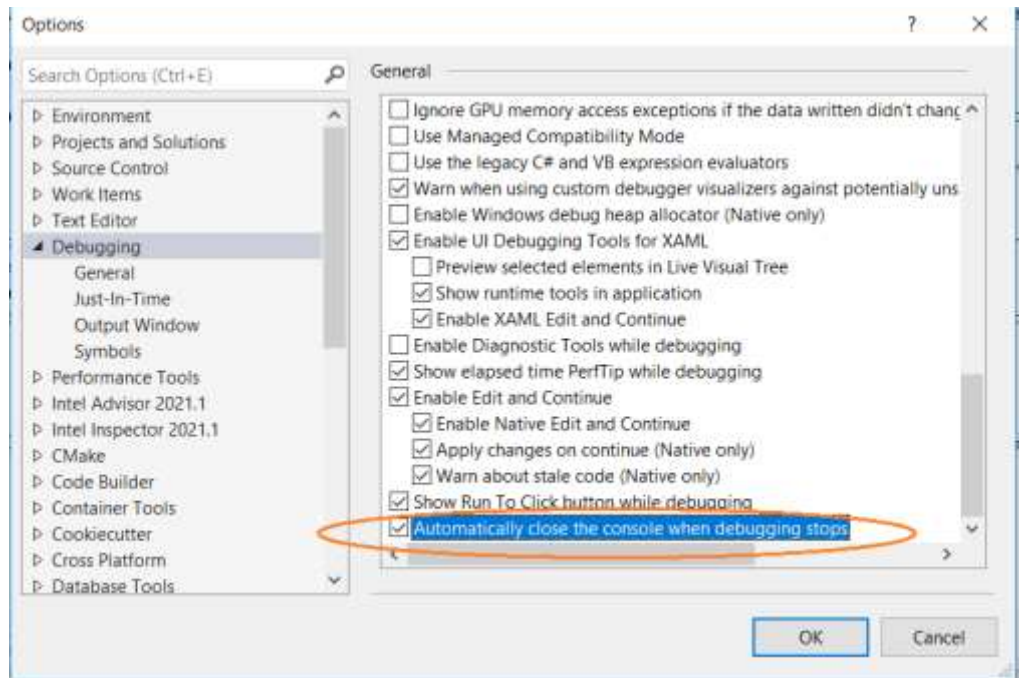 Options
?
Search Options (Ctrl+E)
Environment
Projects and Solutions
Source Control
Work Items
Text Editor
Debugging
General
Just-In-Time
Output Window
Symbols
Performance Tools
Intel Advisor 2021.1
Intel Inspector 2021.1
CMake
Code Builder
Container Tools
Cookiecutter
Cross Platform
Database Tools
General
Ignore GPU memory access exceptions if the data written didn't chang
Use Managed Compatibility Mode
Use the legacy C# and VB expression evaluators
Warn when using custom debugger visualizers against potentially uns
Enable Windows debug heap allocator (Native only)
Enable UI Debugging Tools for XAML
Preview selected elements in Live Visual Tree
Show runtime tools in application
Enable XAML Edit and Continue
Enable Diagnostic Tools while debugging
Show elapsed time PerfTip while debugging
Enable Edit and Continue
Enable Native Edit and Continue
Apply changes on continue (Native only)
Warn about stale code (Native only)
Show Run To Click button while debugging
Automatically close the console when debugging stops
OK
Cancel